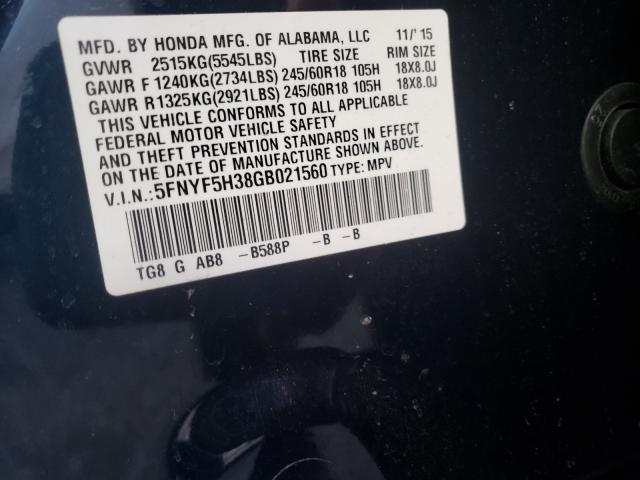 MFD. BY HONDA MFG. OF ALABAMA, LLC 11/'15
GVWR 2515KG(5545LBS) TIRE SIZE RIM SIZE
GAWR F 1240KG(2734LBS) 245/60R18 105H 18X8.0J
GAWR R1325KG(2921LBS) 245/60R18 105H 18X8.0J
THIS VEHICLE CONFORMS TO ALL APPLICABLE
FEDERAL MOTOR VEHICLE SAFETY
AND THEFT PREVENTION STANDARDS IN EFFECT
ON THE DATE OF MANUFACTURE SHOWN ABOVE.
V.I.N.:5FNYF5H38GB021560 TYPE: MPV
TG8 G AB8 -B588P -B -B